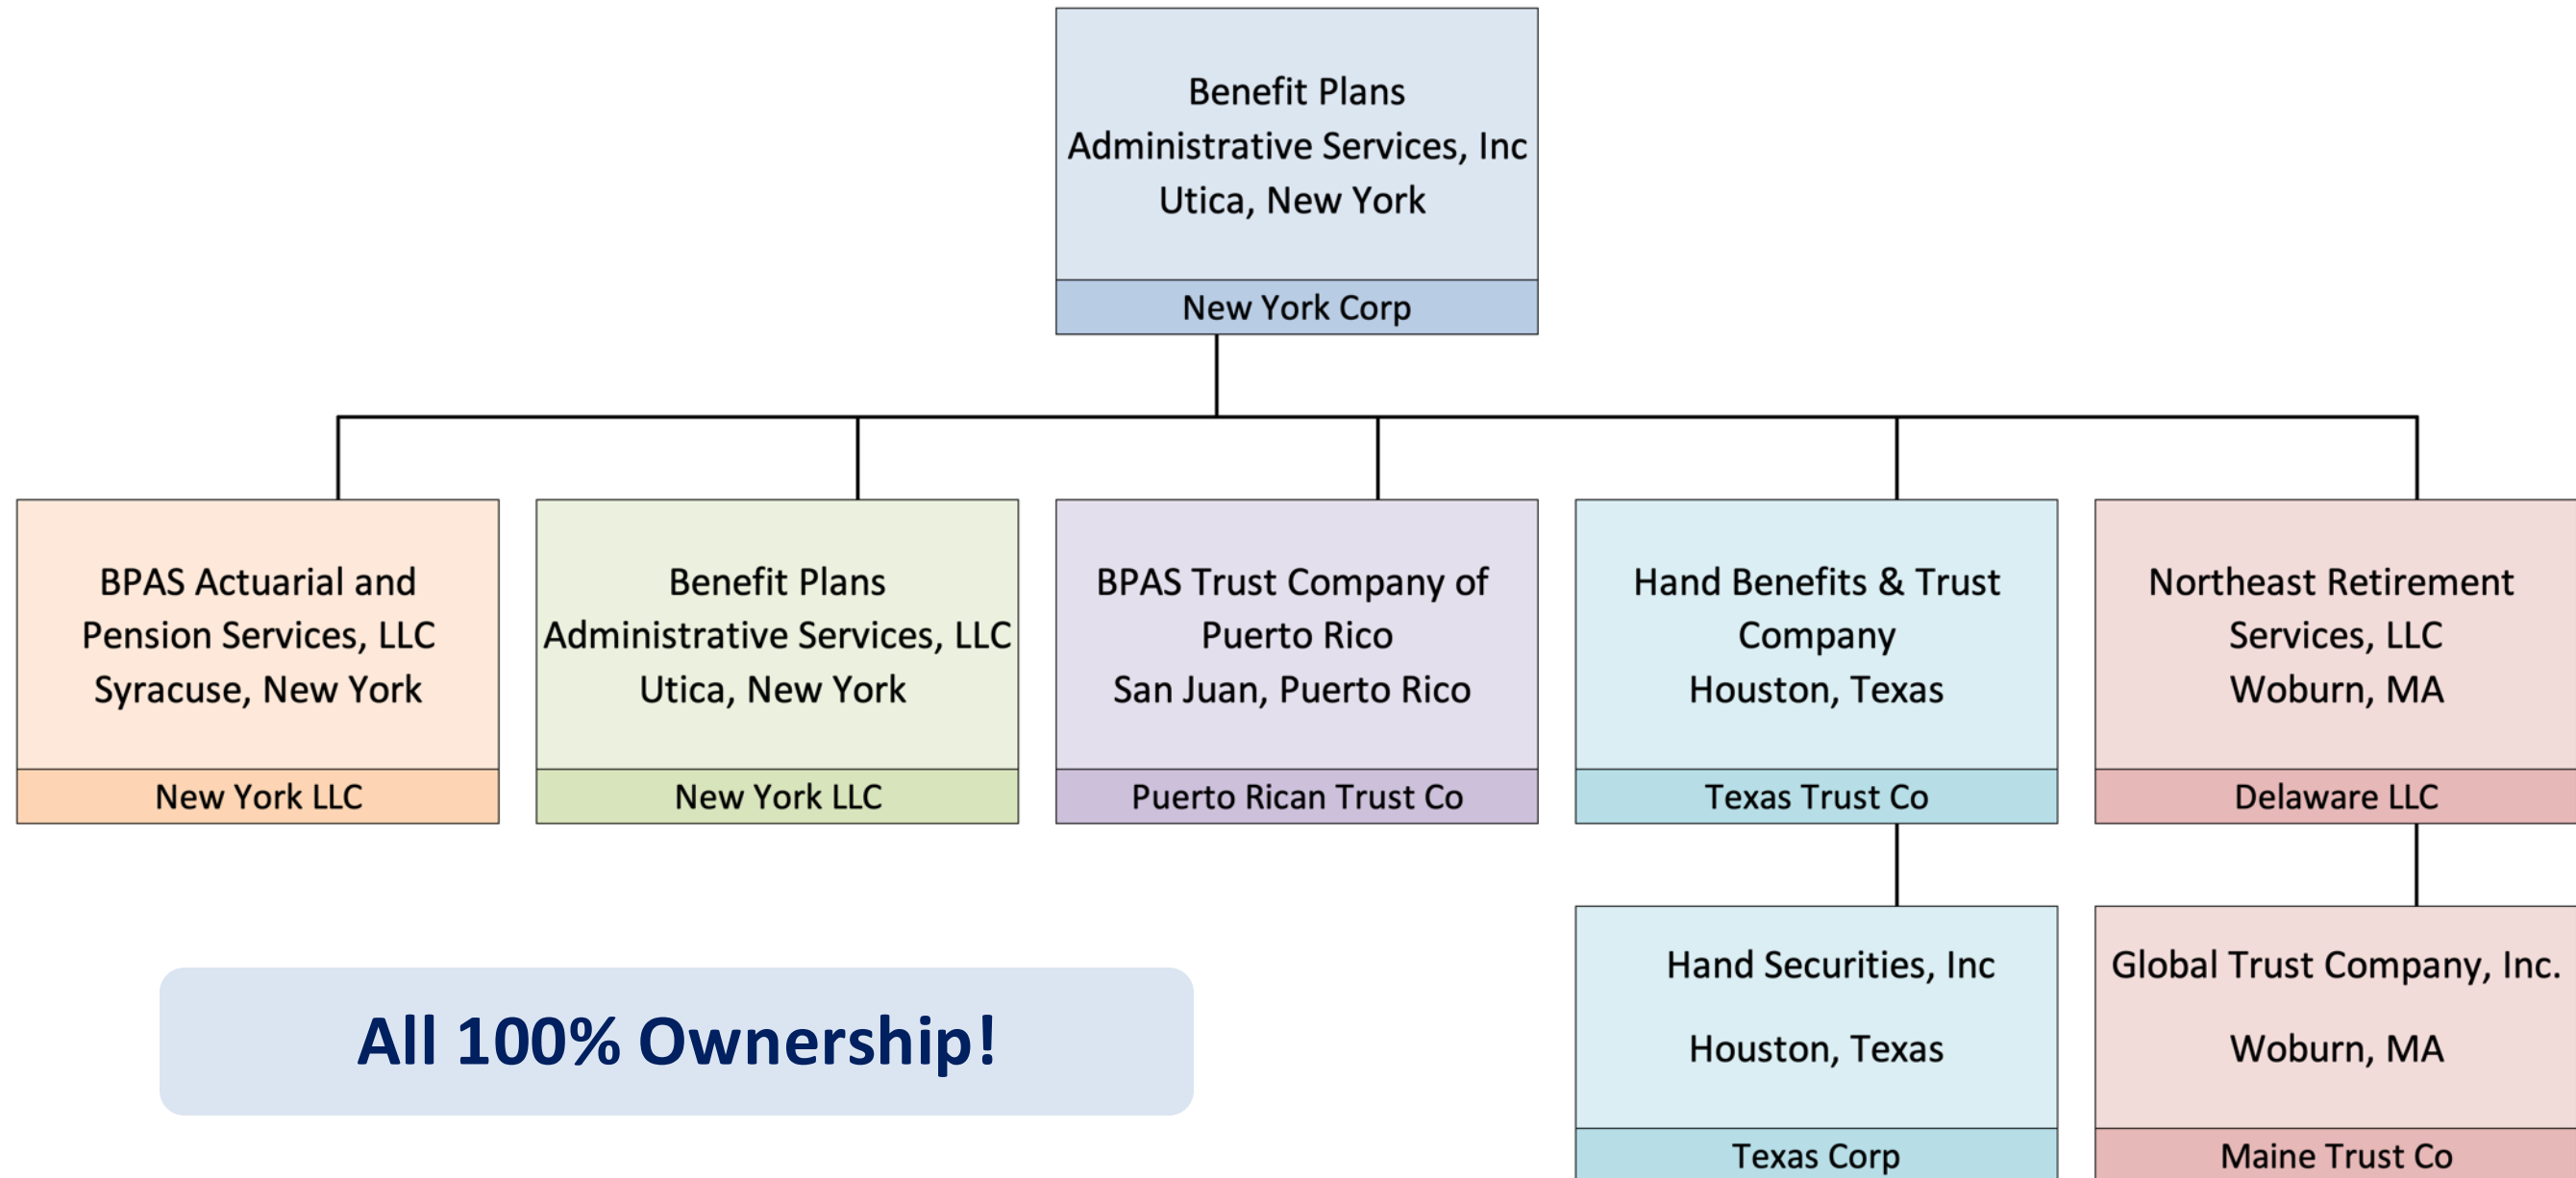 Benefit Plans
Administrative Services, Inc
Utica, New York
New York Corp
BPAS Actuarial and
Pension Services, LLC
Syracuse, New York
New York LLC
Benefit Plans
Administrative Services, LLC
Utica, New York
New York LLC
BPAS Trust Company of
Puerto Rico
San Juan, Puerto Rico
Puerto Rican Trust Co
Hand Benefits & Trust
Company
Houston, Texas
Texas Trust Co
Northeast Retirement
Services, LLC
Woburn, MA
Delaware LLC
Hand Securities, Inc
Houston, Texas
Texas Corp
Global Trust Company, Inc.
Woburn, MA
Maine Trust Co
All 100% Ownership!